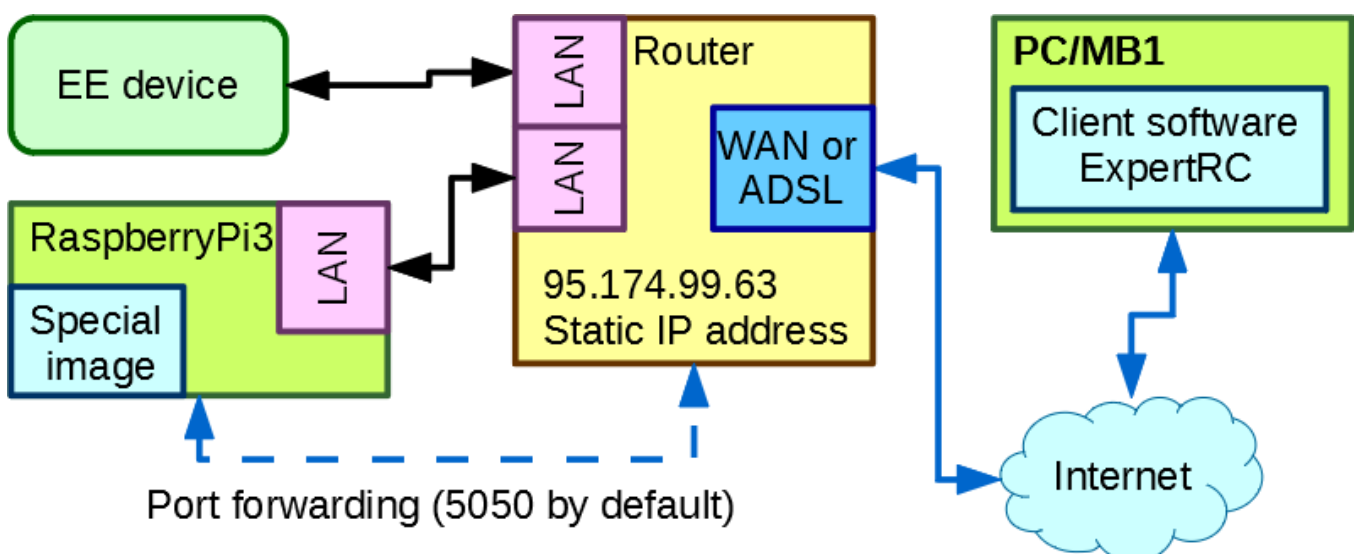 EE device
LAN
Router
PC/MB1
LAN
WAN or
ADSL
Client software
ExpertRC
RaspberryPi3
LAN
Special
image
95.174.99.63
Static IP address
Internet
Port forwarding (5050 by default)